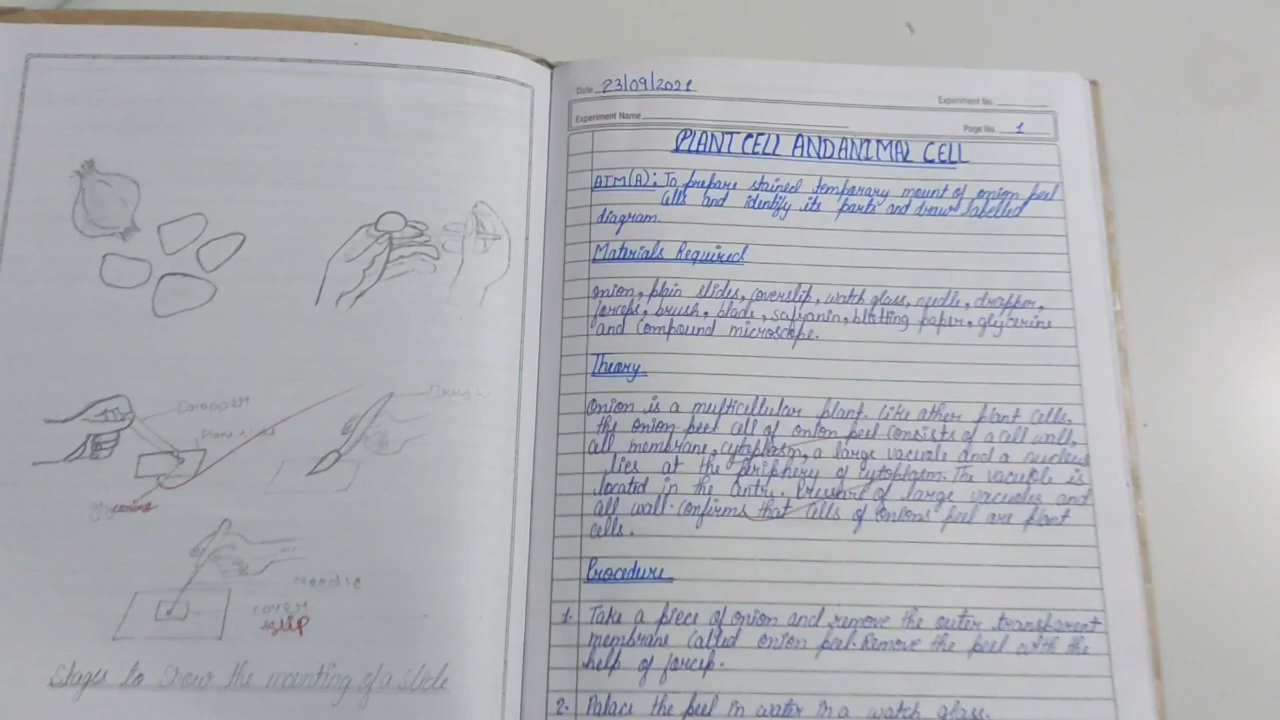 Dropper
Plane slide
Brush
glycerine
Needle
cover
slip
Stages to show the mounting of a slide
Date 23/09/2021
Experiment No.
Experiment Name
Page No. 1
PLANT CELL AND ANIMAL CELL
AIM(A): To prepare stained temporary mount of onion peel
cells and identify its parts and draw labelled
diagram.
Materials Required
onion, plain slides, coverslip, watch glass, needle, drapper,
forceps, brush, blade, safranin, blotting paper, glycerine
and compound microscope.
Theory
Onion is a multicellular plant. Like other plant cells,
the onion peel cell of onion peel consists of a cell wall,
cell membrane, cytoplasm, a large vacuole and a nucleus
lies at the periphery of cytoplasm. The vacuole is
located in the centre. Pressent of large vacuoles and
cell wall. confirms that cells of onions peel are plant
cells.
Procedure
1. Take a piece of onion and remove the outer transparent
membrane called onion peel. Remove the peel with the
help of forcep.
2. Palace the peel in water in a watch glass.